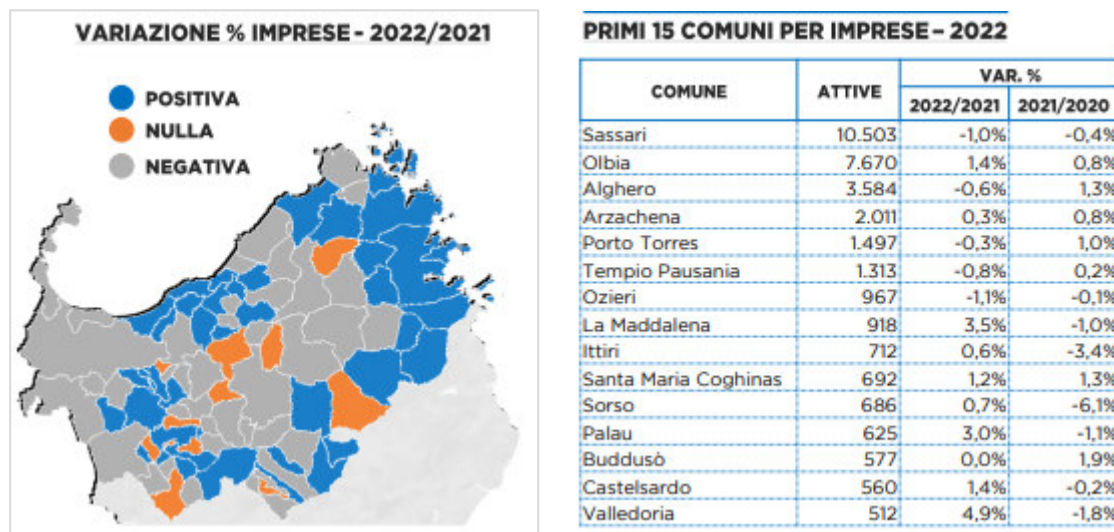 VARIAZIONE % IMPRESE - 2022/2021
POSITIVA
NULLA
NEGATIVA
PRIMI 15 COMUNI PER IMPRESE – 2022
COMUNE ATTIVE VAR. %
2022/2021 2021/2020
Sassari 10.503 -1,0% -0,4%
Olbia 7.670 1,4% 0,8%
Alghero 3.584 -0,6% 1,3%
Arzachena 2.011 0,3% 0,8%
Porto Torres 1.497 -0,3% 1,0%
Tempio Pausania 1.313 -0,8% 0,2%
Ozieri 967 -1,1% -0,1%
La Maddalena 918 3,5% -1,0%
Ittiri 712 0,6% -3,4%
Santa Maria Coghinas 692 1,2% 1,3%
Sorso 686 0,7% -6,1%
Palau 625 3,0% -1,1%
Buddusò 577 0,0% 1,9%
Castelsardo 560 1,4% -0,2%
Valledoria 512 4,9% -1,8%